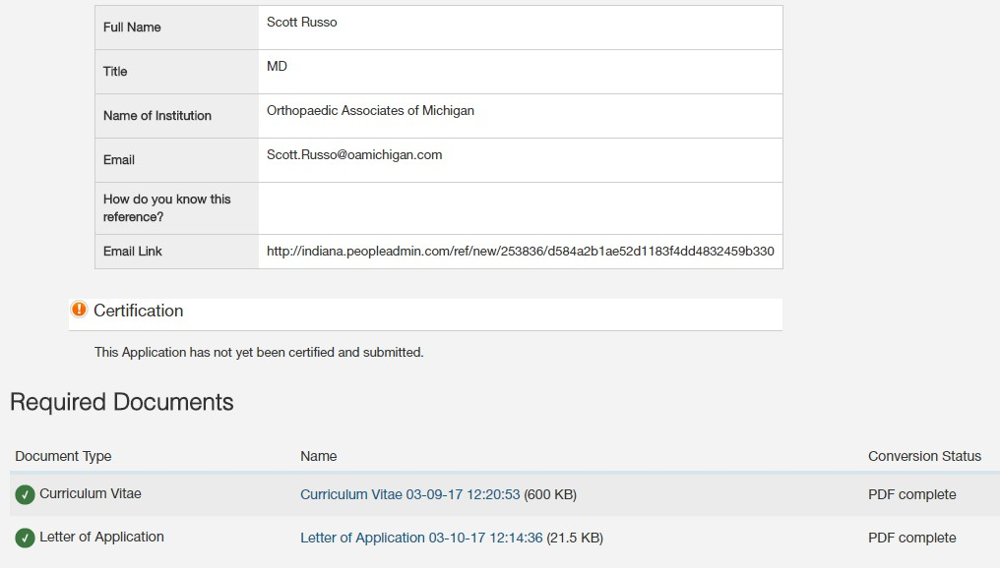 Full Name Scott Russo
Title MD
Name of Institution Orthopaedic Associates of Michigan
Email Scott.Russo@oamichigan.com
How do you know this
reference?
Email Link http://indiana.peopleadmin.com/ref/new/253836/d584a2b1ae52d1183f4dd4832459b330
Certification
This Application has not yet been certified and submitted.
Required Documents
Document Type Name Conversion Status
Curriculum Vitae Curriculum Vitae 03-09-17 12:20:53 (600 KB) PDF complete
Letter of Application Letter of Application 03-10-17 12:14:36 (21.5 KB) PDF complete